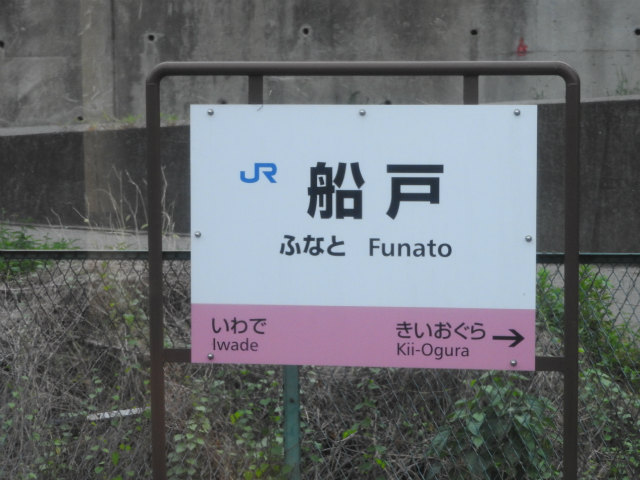 JR 船戸
ふなと Funato
いわで きいおぐら →
Iwade Kii-Ogura